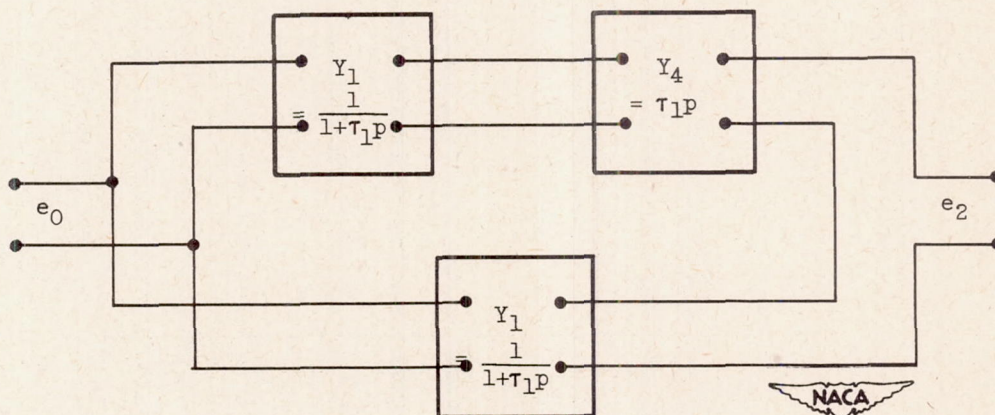 Y₁
= 1/(1+τ₁p)
Y₄
= τ₁p
e₀
e₂
Y₁
= 1/(1+τ₁p)
NACA